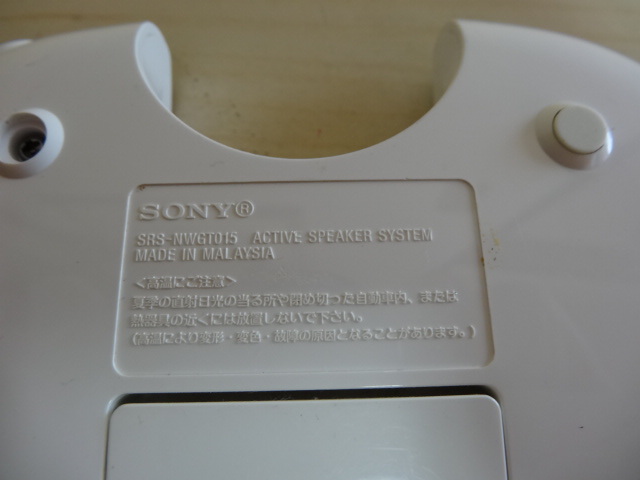 SONY®
SRS-NWGT015 ACTIVE SPEAKER SYSTEM
MADE IN MALAYSIA
<高温にご注意>
夏季の直射日光の当る所や閉め切った自動車内、または
熱器具の近くには放置しないで下さい。
(高温により変形・変色・故障の原因となることがあります。)